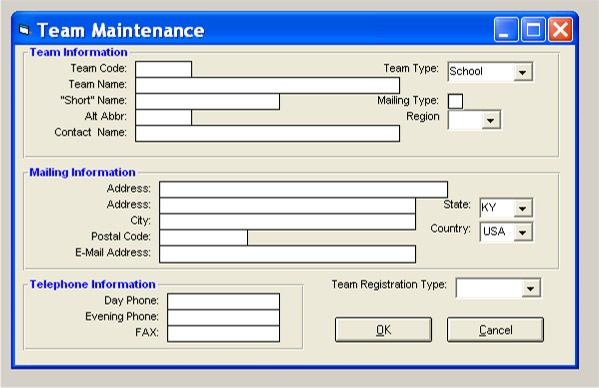 Team Maintenance
Team Information
Team Code:
Team Type: School
Team Name:
"Short" Name:
Mailing Type:
Alt Abbr:
Region
Contact Name:
Mailing Information
Address:
Address:
State: KY
City:
Country: USA
Postal Code:
E-Mail Address:
Telephone Information
Team Registration Type:
Day Phone:
Evening Phone:
FAX:
OK
Cancel